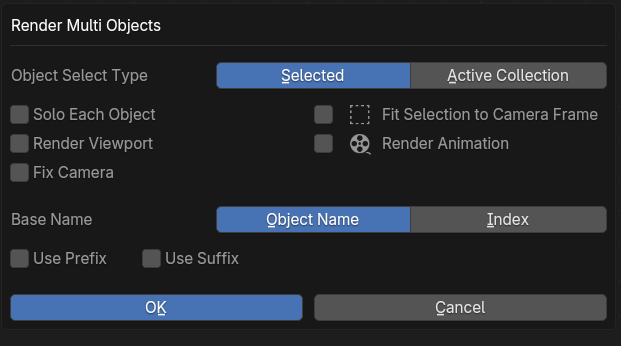 Render Multi Objects
Object Select Type Selected Active Collection
Solo Each Object Fit Selection to Camera Frame
Render Viewport Render Animation
Fix Camera
Base Name Object Name Index
Use Prefix Use Suffix
OK Cancel